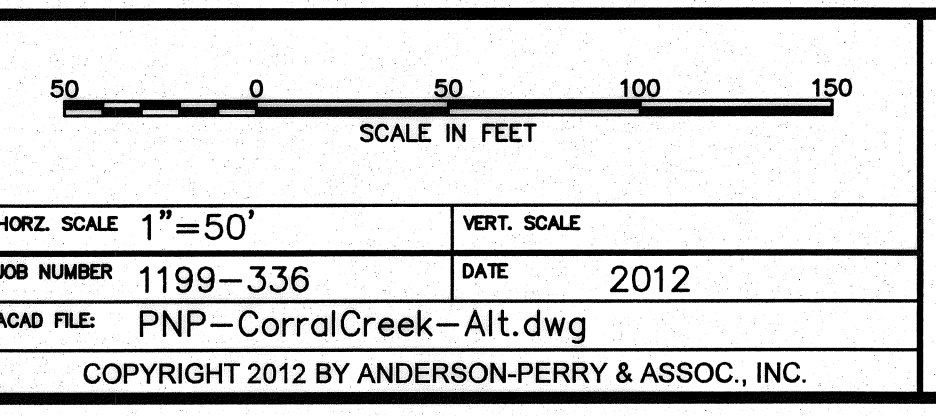 50 0 50 100 150
SCALE IN FEET
HORZ. SCALE 1"=50' VERT. SCALE
JOB NUMBER 1199-336 DATE 2012
ACAD FILE: PNP-CorralCreek-Alt.dwg
COPYRIGHT 2012 BY ANDERSON-PERRY & ASSOC., INC.